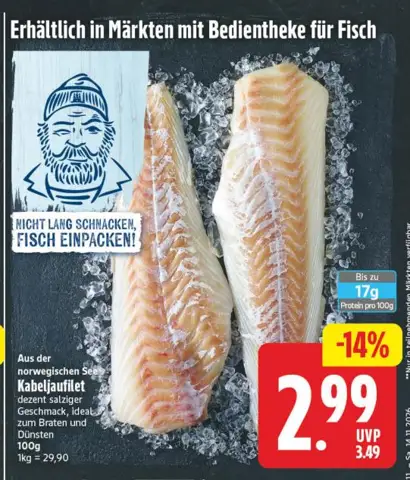 Erhältlich in Märkten mit Bedientheke für Fisch
NICHT LANG SCHNACKEN,
FISCH EINPACKEN!
Bis zu
17g
Protein pro 100g
-14%
2.99
UVP
3.49
Aus der
norwegischen See
Kabeljaufilet
dezent salziger
Geschmack, ideal
zum Braten und
Dünsten
100g
1kg = 29,90